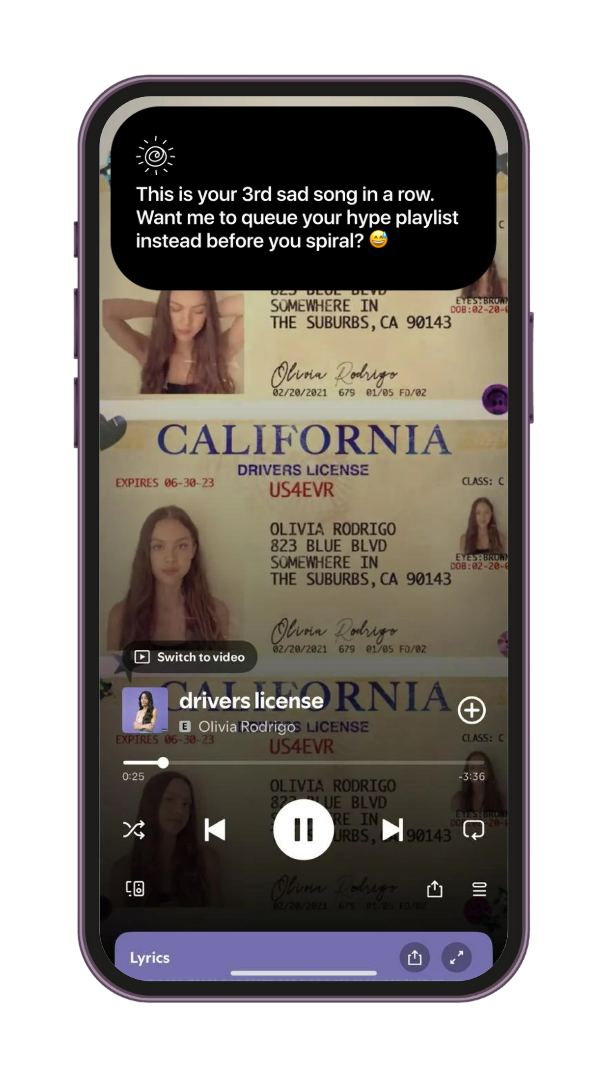 This is your 3rd sad song in a row.
Want me to queue your hype playlist
instead before you spiral? 😅
C
823 BLUE BLVD
SOMEWHERE IN
THE SUBURBS, CA 90143
EYES:BROWN
DOB:02-20-
Olivia Rodrigo
02/20/2021 679 01/05 FD/02
CALIFORNIA
DRIVERS LICENSE
EXPIRES 06-30-23
US4EVR
CLASS: C
OLIVIA RODRIGO
823 BLUE BLVD
SOMEWHERE IN
THE SUBURBS, CA 90143
EYES:BROWN
DOB:02-20-
Olivia Rodrigo
02/20/2021 679 01/05 FD/02
Switch to video
CALIFORNIA
drivers license
E Olivia Rodrigo
DRIVERS LICENSE
EXPIRES 06-30-23
US4EVR
CLASS: C
0:25
-3:36
OLIVIA RODRIGO
823 BLUE BLVD
SOMEWHERE IN
URBS, CA 90143
Olivia Rodrigo
02/20/2021 679 01/05 FD/02
Lyrics